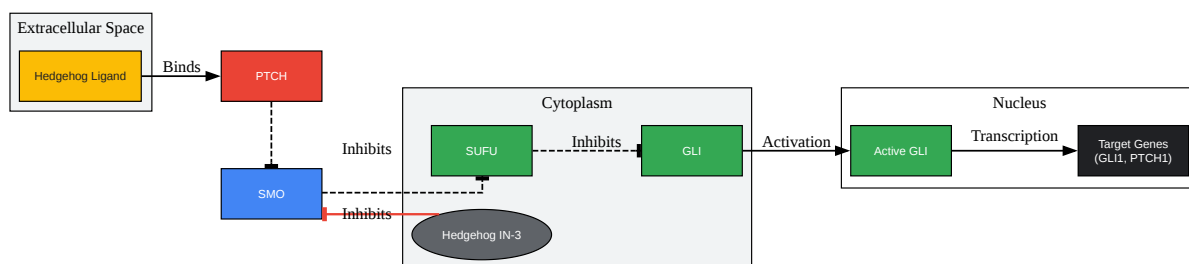 Extracellular Space
Hedgehog Ligand
Binds
PTCH
Inhibits
SMO
Inhibits
Cytoplasm
SUFU
Inhibits
GLI
Hedgehog IN-3
Activation
Nucleus
Active GLI
Transcription
Target Genes
(GLI1, PTCH1)